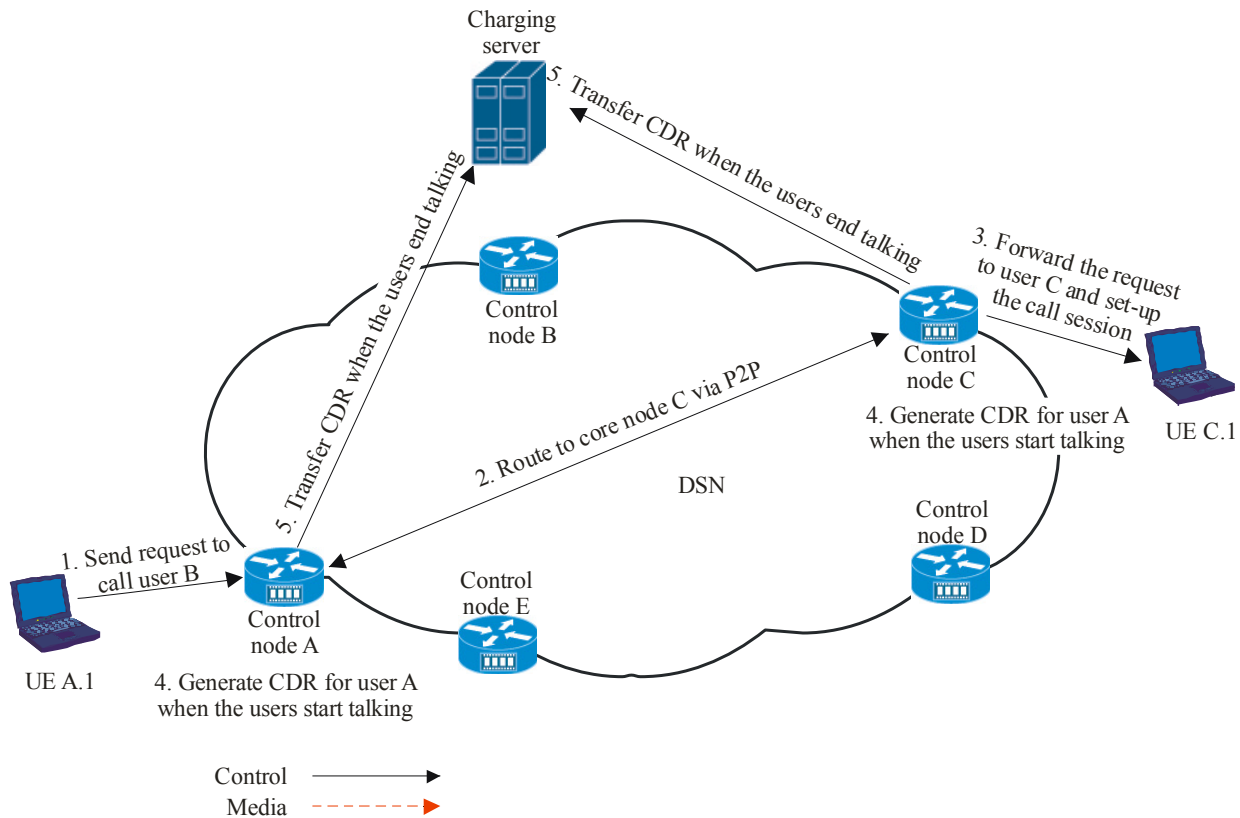 Charging
server
5. Transfer CDR when the users end talking
5. Transfer CDR when the users end talking
3. Forward the request
to user C and set-up
the call session
Control
node B
Control
node C
2. Route to core node C via P2P
4. Generate CDR for user A
when the users start talking
UE C.1
DSN
Control
node D
1. Send request to
call user B
Control
node E
Control
node A
UE A.1
4. Generate CDR for user A
when the users start talking
Control
Media